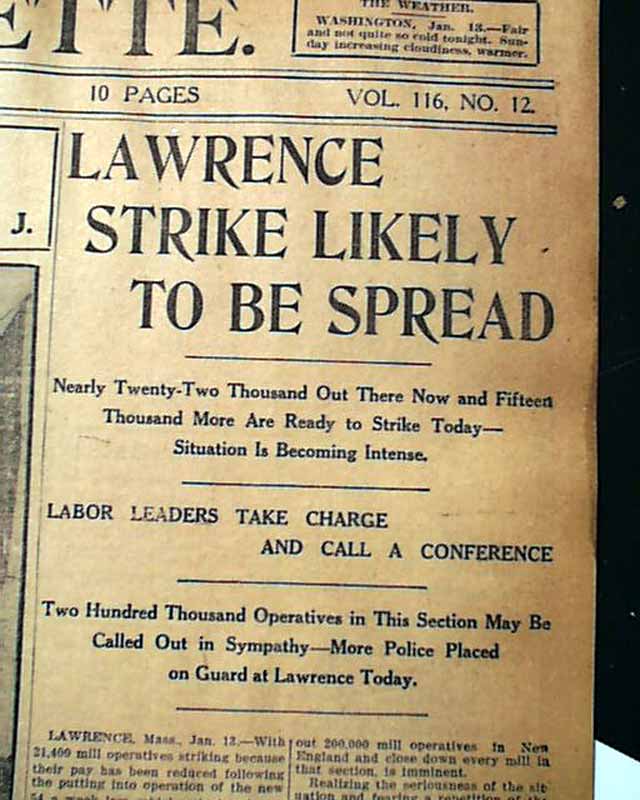 ETTE.
THE WEATHER.
WASHINGTON, Jan. 13.—Fair
and not quite so cold tonight. Sun-
day increasing cloudiness, warmer.
10 PAGES
VOL. 116, NO. 12.
J.
LAWRENCE
STRIKE LIKELY
TO BE SPREAD
Nearly Twenty-Two Thousand Out There Now and Fifteen
Thousand More Are Ready to Strike Today—
Situation Is Becoming Intense.
LABOR LEADERS TAKE CHARGE
AND CALL A CONFERENCE
Two Hundred Thousand Operatives in This Section May Be
Called Out in Sympathy—More Police Placed
on Guard at Lawrence Today.
LAWRENCE, Mass., Jan. 13.—With
21,400 mill operatives striking because
their pay has been reduced following
the putting into operation of the new
54
out 200,000 mill operatives in New
England and close down every mill in
that section, is imminent.
Realizing the seriousness of the sit-
uation and fearing a repetition of the